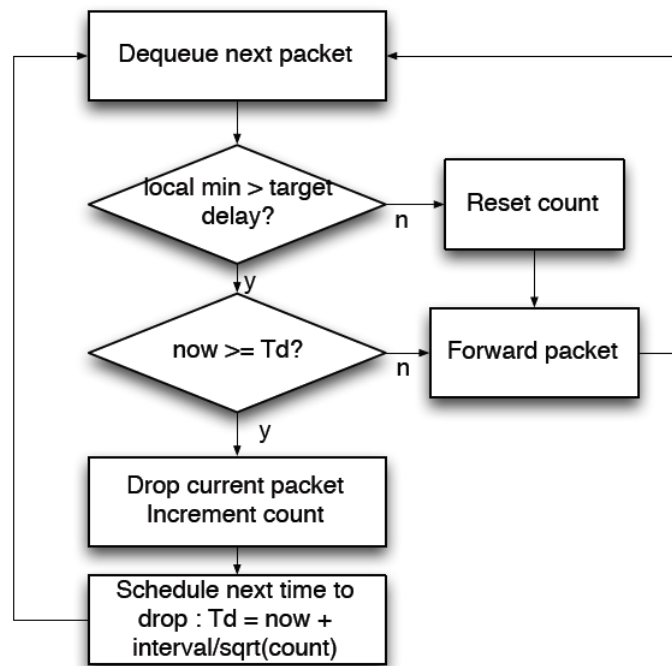 Dequeue next packet
local min > target
delay?
n
Reset count
y
now >= Td?
n
Forward packet
y
Drop current packet
Increment count
Schedule next time to
drop : Td = now +
interval/sqrt(count)